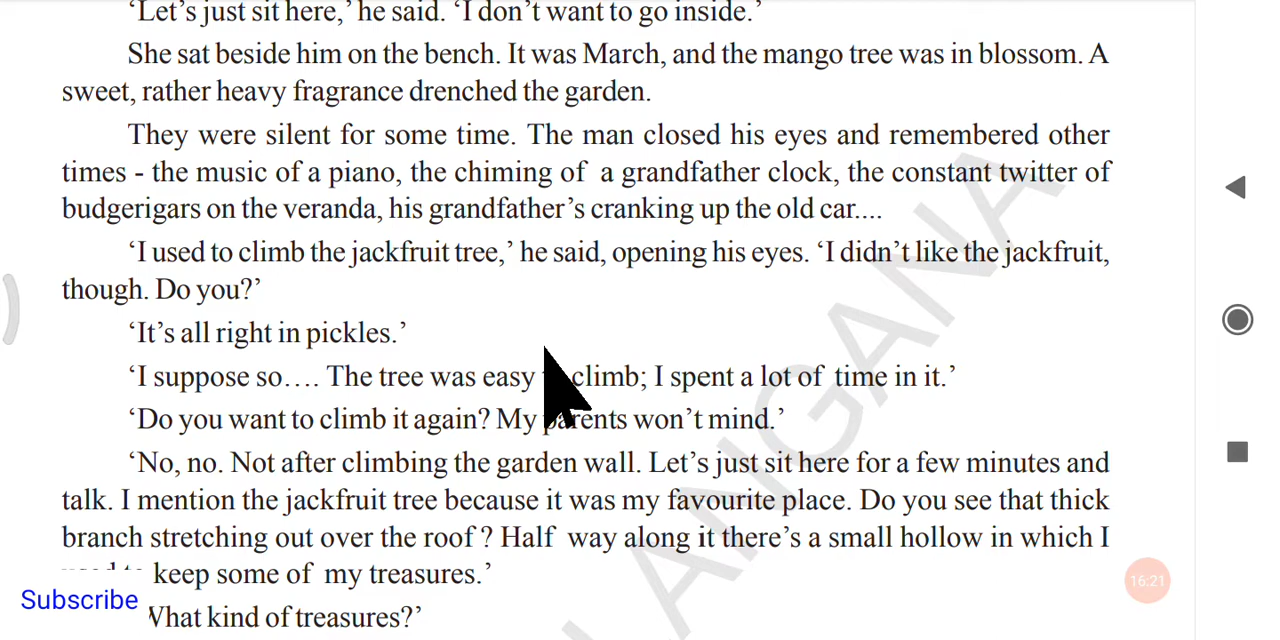 ‘Let’s just sit here,’ he said. ‘I don’t want to go inside.’
She sat beside him on the bench. It was March, and the mango tree was in blossom. A
sweet, rather heavy fragrance drenched the garden.
They were silent for some time. The man closed his eyes and remembered other
times - the music of a piano, the chiming of a grandfather clock, the constant twitter of
budgerigars on the veranda, his grandfather’s cranking up the old car....
‘I used to climb the jackfruit tree,’ he said, opening his eyes. ‘I didn’t like the jackfruit,
though. Do you?’
‘It’s all right in pickles.’
‘I suppose so.... The tree was easy climb; I spent a lot of time in it.’
‘Do you want to climb it again? My parents won’t mind.’
‘No, no. Not after climbing the garden wall. Let’s just sit here for a few minutes and
talk. I mention the jackfruit tree because it was my favourite place. Do you see that thick
branch stretching out over the roof? Half way along it there’s a small hollow in which I
keep some of my treasures.’
What kind of treasures?’
Subscribe
16:21
ANGANA